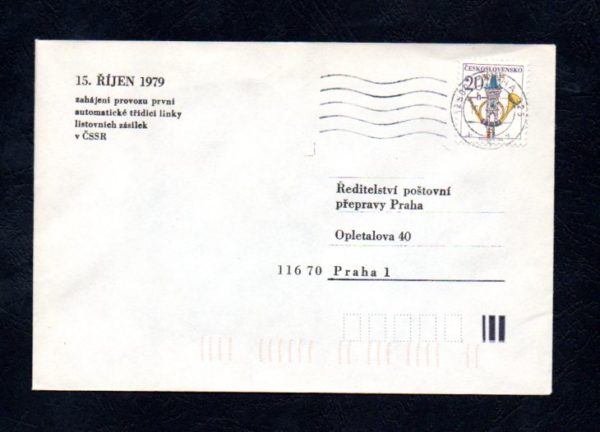 15. ŘÍJEN 1979
zahájení provozu první
automatické třídicí linky
listovních zásilek
v ČSSR
ČESKOSLOVENSKO
20
Ředitelství poštovní
přepravy Praha
Opletalova 40
116 70 Praha 1